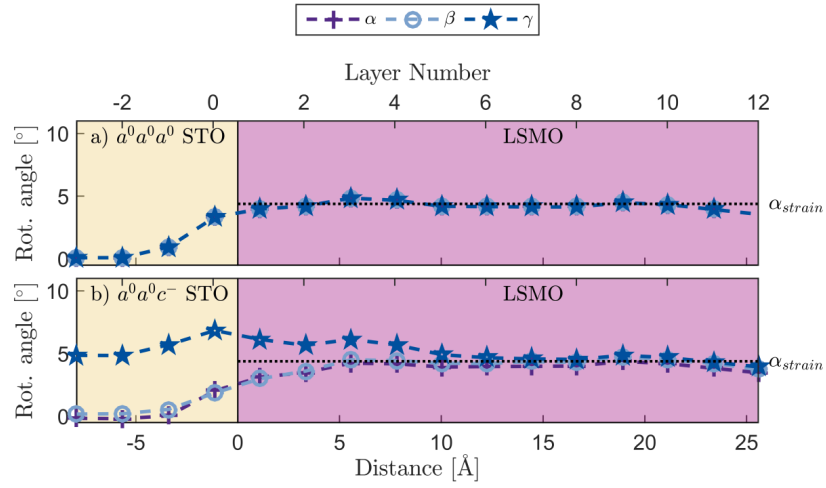 α β γ
Layer Number
-2 0 2 4 6 8 10 12
Rot. angle [°]
10
5
0
a) a⁰a⁰a⁰ STO
LSMO
α_strain
Rot. angle [°]
10
5
0
b) a⁰a⁰c⁻ STO
LSMO
α_strain
-5 0 5 10 15 20 25
Distance [Å]